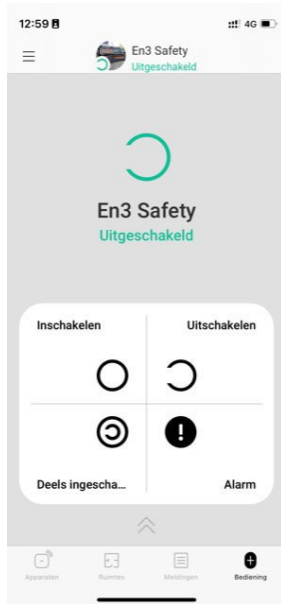 12:59
4G
En3 Safety
Uitgeschakeld
En3 Safety
Uitgeschakeld
Inschakelen
Uitschakelen
Deels ingescha...
Alarm
Apparaten
Ruimtes
Meldingen
Bediening